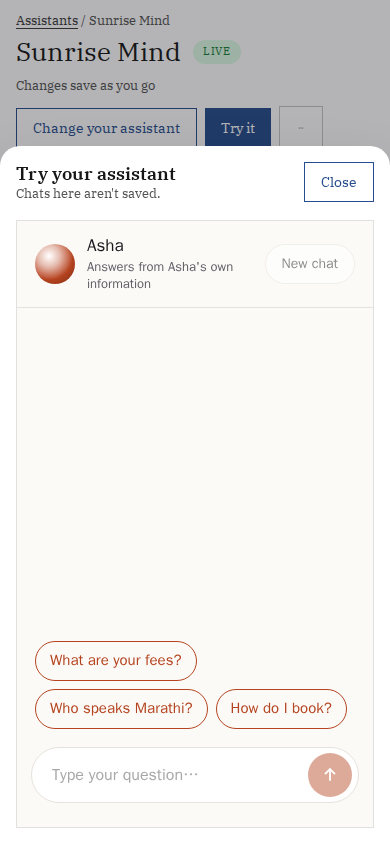 Assistants / Sunrise Mind
Sunrise Mind LIVE
Changes save as you go
Change your assistant Try it
Try your assistant
Chats here aren't saved.
Close
Asha
Answers from Asha's own
information
New chat
What are your fees?
Who speaks Marathi? How do I book?
Type your question⋯